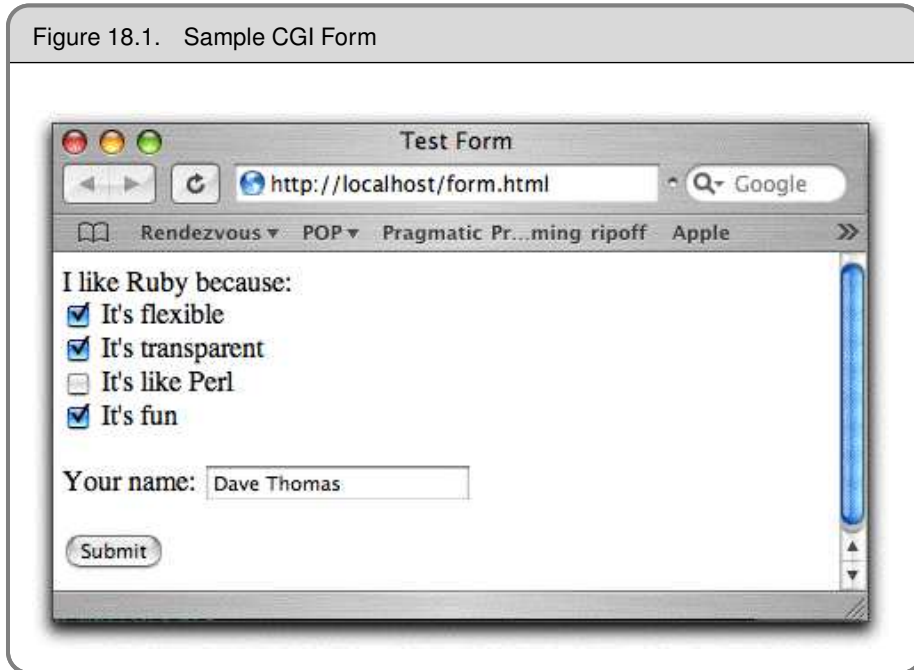 Figure 18.1. Sample CGI Form
Test Form
http://localhost/form.html
Google
Rendezvous POP Pragmatic Pr...ming ripoff Apple
I like Ruby because:
It's flexible
It's transparent
It's like Perl
It's fun
Your name: Dave Thomas
Submit